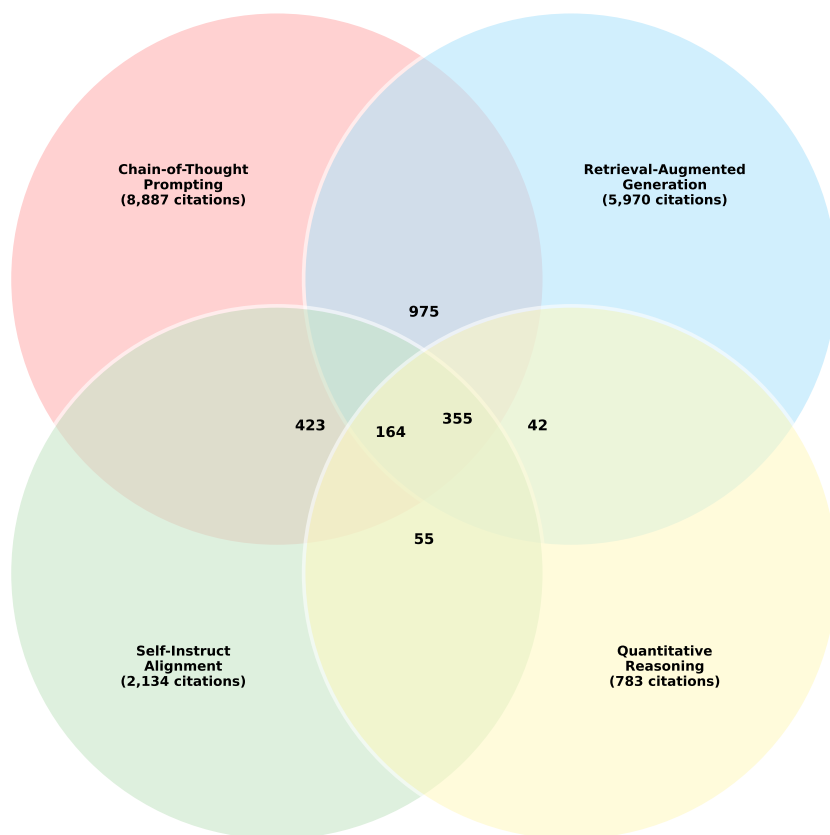 Chain-of-Thought
Prompting
(8,887 citations)
Retrieval-Augmented
Generation
(5,970 citations)
975
423
164
355
42
55
Self-Instruct
Alignment
(2,134 citations)
Quantitative
Reasoning
(783 citations)